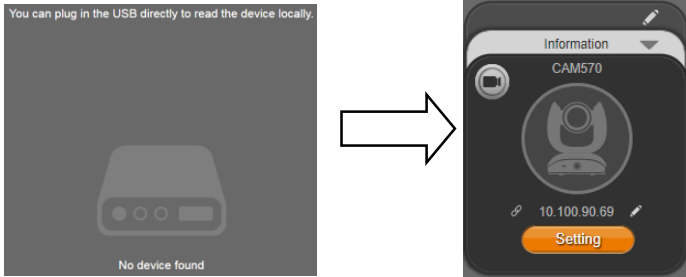 You can plug in the USB directly to read the device locally.
No device found
Information
CAM570
10.100.90.69
Setting